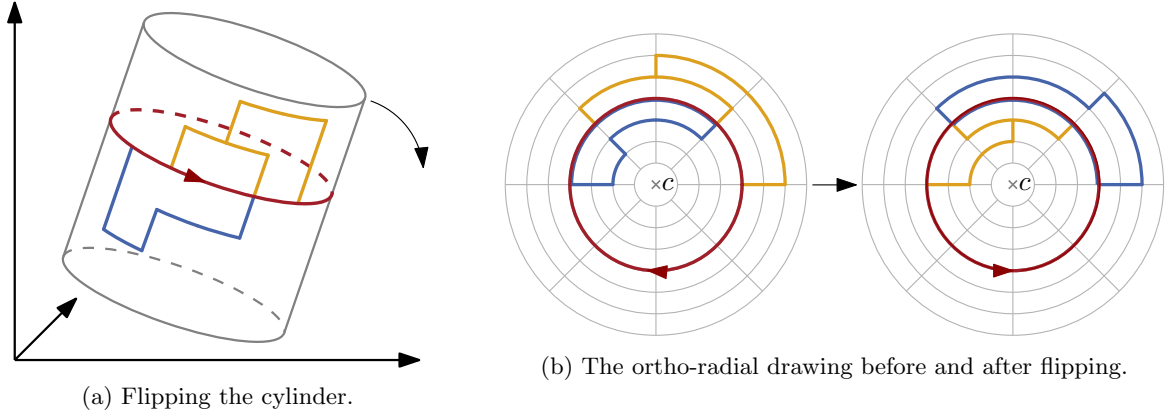 c
c
(b) The ortho-radial drawing before and after flipping.
(a) Flipping the cylinder.